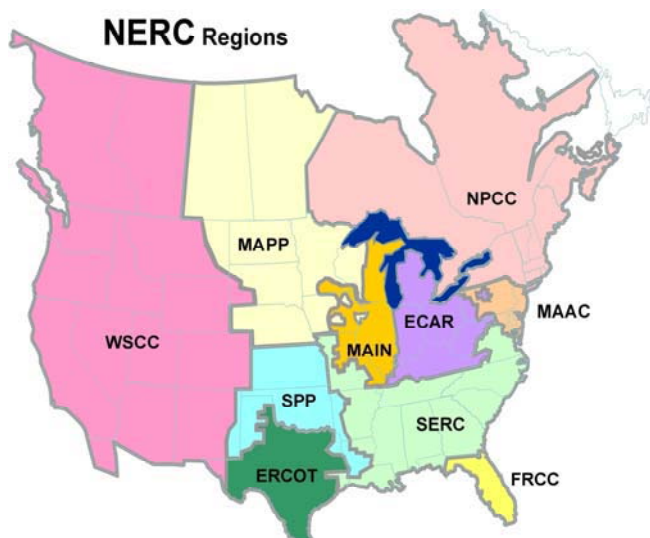 NERC Regions
NPCC
MAPP
MAAC
ECAR
WSCC
MAIN
SPP
SERC
ERCOT
FRCC